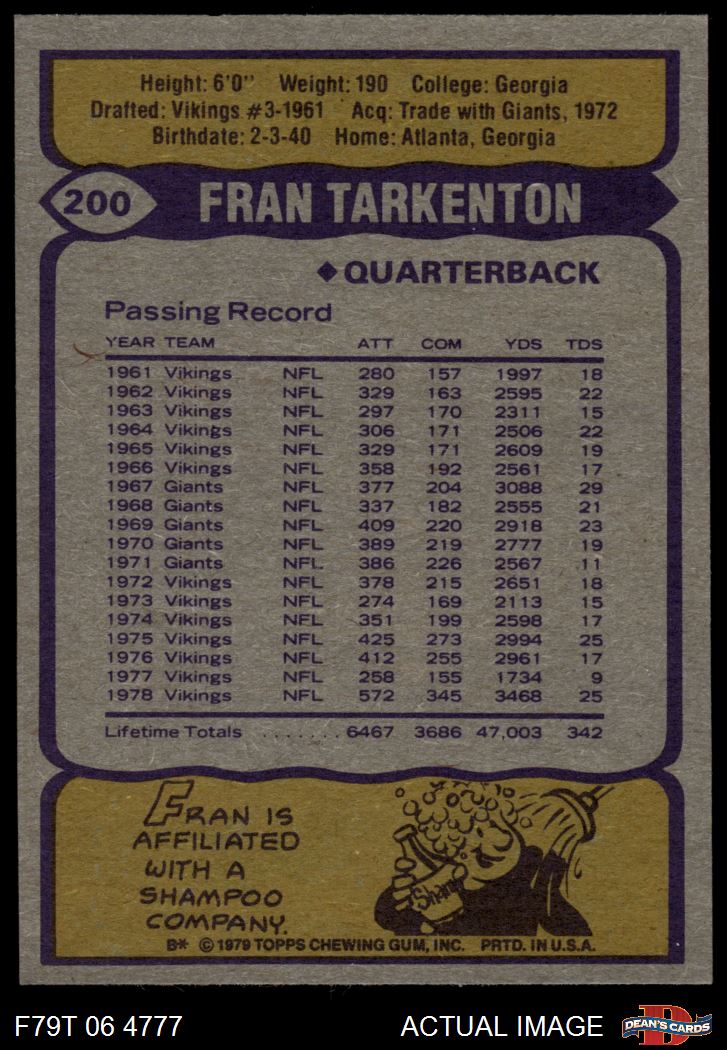 Height: 6'0" Weight: 190 College: Georgia
Drafted: Vikings #3-1961 Acq: Trade with Giants, 1972
Birthdate: 2-3-40 Home: Atlanta, Georgia
200 FRAN TARKENTON
◆QUARTERBACK
Passing Record
YEAR TEAM ATT COM YDS TDS
1961 Vikings NFL 280 157 1997 18
1962 Vikings NFL 329 163 2595 22
1963 Vikings NFL 297 170 2311 15
1964 Vikings NFL 306 171 2506 22
1965 Vikings NFL 329 171 2609 19
1966 Vikings NFL 358 192 2561 17
1967 Giants NFL 377 204 3088 29
1968 Giants NFL 337 182 2555 21
1969 Giants NFL 409 220 2918 23
1970 Giants NFL 389 219 2777 19
1971 Giants NFL 386 226 2567 11
1972 Vikings NFL 378 215 2651 18
1973 Vikings NFL 274 169 2113 15
1974 Vikings NFL 351 199 2598 17
1975 Vikings NFL 425 273 2994 25
1976 Vikings NFL 412 255 2961 17
1977 Vikings NFL 258 155 1734 9
1978 Vikings NFL 572 345 3468 25
Lifetime Totals . . . . . . . 6467 3686 47,003 342
FRAN IS
AFFILIATED
WITH A
SHAMPOO
COMPANY.
Sham
B* © 1979 TOPPS CHEWING GUM, INC. PRTD. IN U.S.A.
F79T 06 4777 ACTUAL IMAGE
D
DEAN'S CARDS